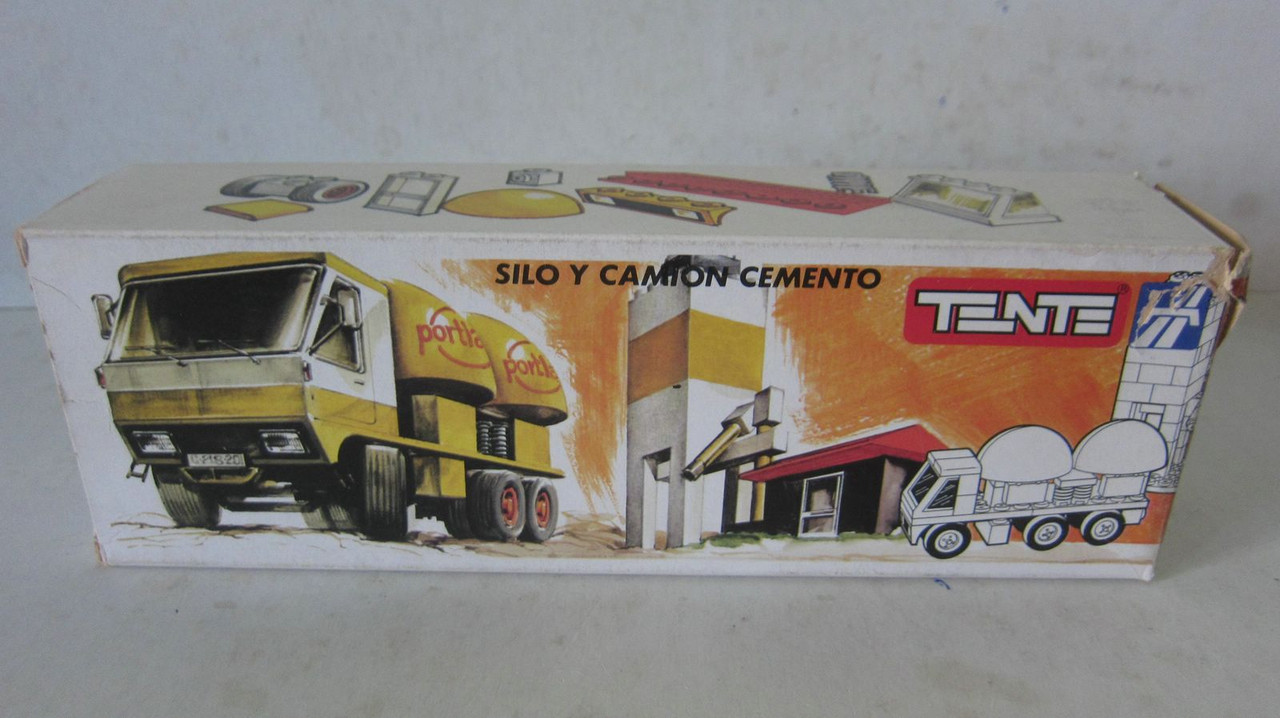 SILO Y CAMION CEMENTO
TENTE®
portla
portla